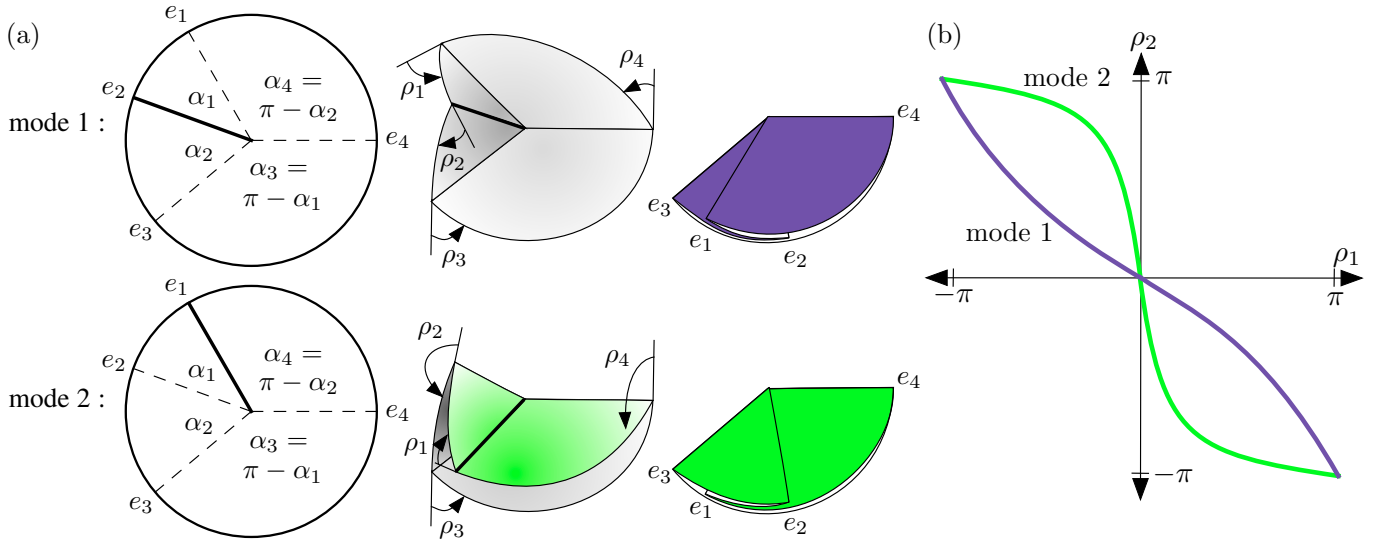 (a)
mode 1 :
e₁
e₂
α₁
α₄ =
π − α₂
α₂
α₃ =
π − α₁
e₃
e₄
ρ₁
ρ₄
ρ₂
ρ₃
e₃
e₁
e₂
e₄
mode 2 :
e₁
e₂
α₁
α₄ =
π − α₂
α₂
α₃ =
π − α₁
e₃
e₄
ρ₂
ρ₄
ρ₁
ρ₃
e₃
e₁
e₂
e₄
(b)
ρ₂
mode 2
π
mode 1
ρ₁
−π
π
−π